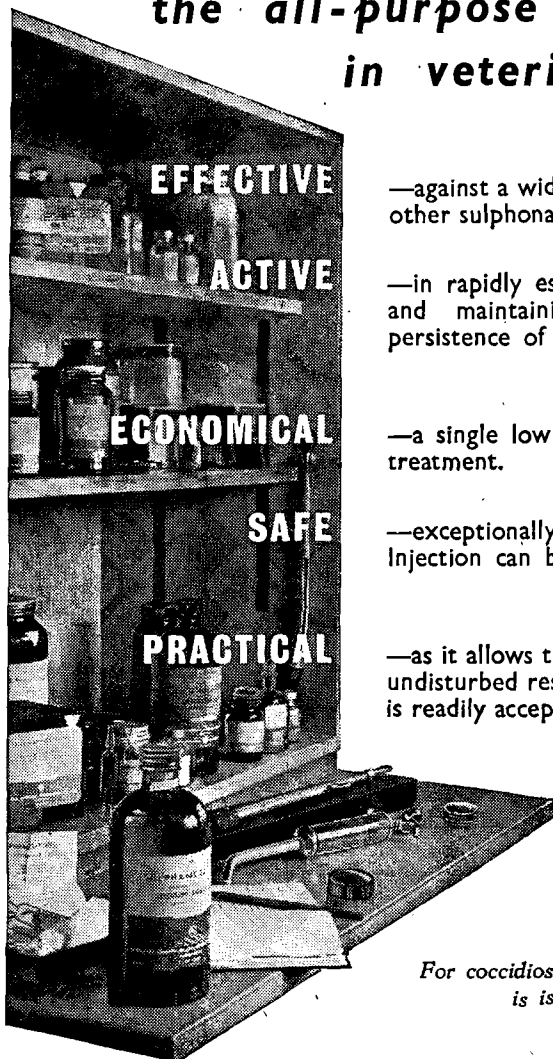 the all-purpose
in veteri
EFFECTIVE
—against a wid
other sulphona
ACTIVE
—in rapidly es
and maintaini
persistence of
ECONOMICAL
—a single low
treatment.
SAFE
—exceptionally
Injection can b
PRACTICAL
—as it allows t
undisturbed res
is readily accep
For coccidios
is is